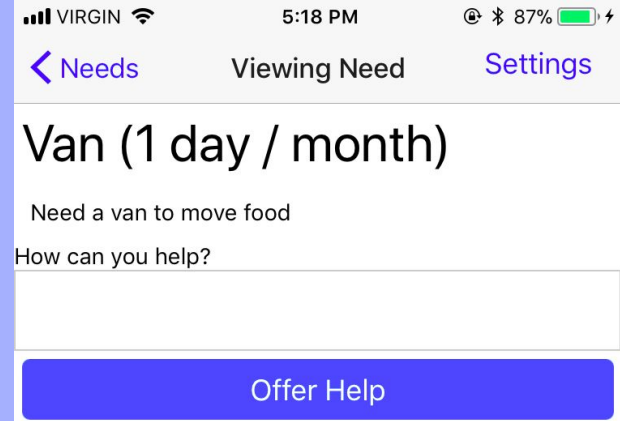 VIRGIN 5:18 PM 87%
Needs Viewing Need Settings
Van (1 day / month)
Need a van to move food
How can you help?
Offer Help